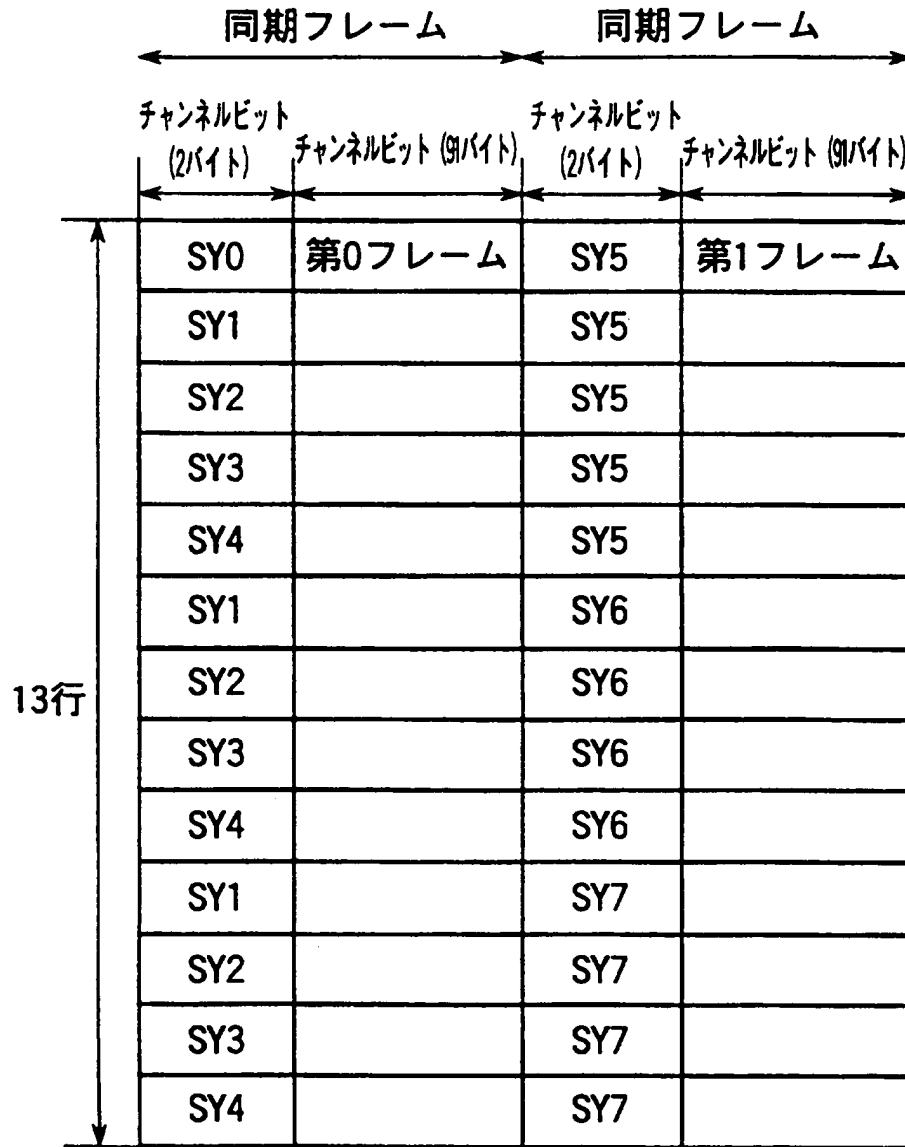 同期フレーム 同期フレーム
チャンネルビット チャンネルビット
(2バイト) チャンネルビット (91バイト) (2バイト) チャンネルビット (91バイト)
SY0 第0フレーム SY5 第1フレーム
SY1 SY5
SY2 SY5
SY3 SY5
SY4 SY5
SY1 SY6
13行 SY2 SY6
SY3 SY6
SY4 SY6
SY1 SY7
SY2 SY7
SY3 SY7
SY4 SY7